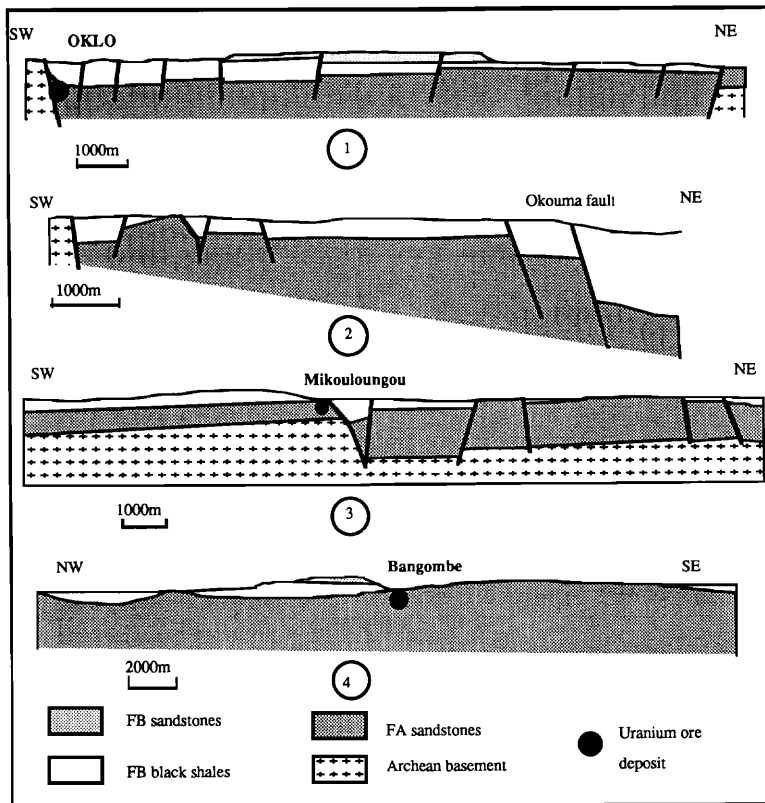 SW
OKLO
NE
1000m
1
SW
Okouma fault
NE
1000m
2
SW
Mikouloungou
NE
1000m
3
NW
Bangombe
SE
2000m
4
FB sandstones
FA sandstones
Uranium ore
deposit
FB black shales
Archean basement